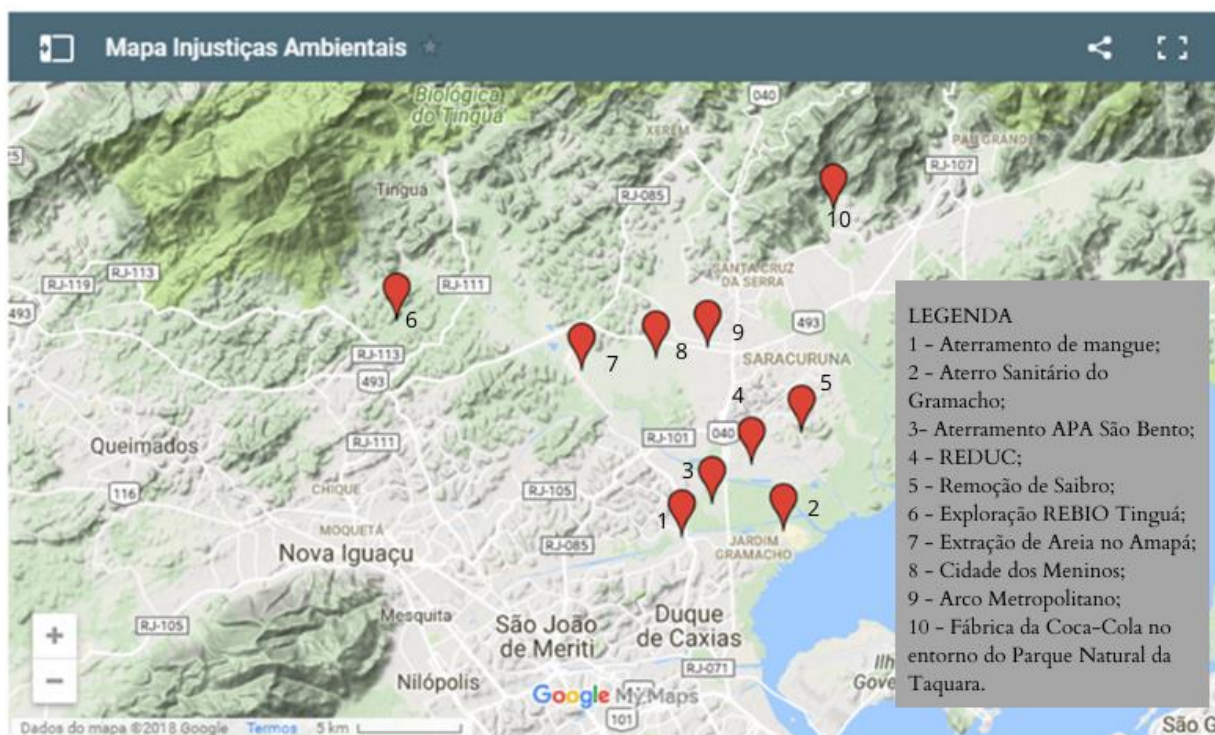 Mapa Injustiças Ambientais
Biológica
do Tinguá
040
XERÉM
PAU GRANDE
RJ-107
25
Tinguá
RJ-085
10
RJ-119
RJ-113
RJ-111
SANTA CRUZ
DA SERRA
493
6
9
493
7
8
SARACURUNA
RJ-113
493
4
5
Queimados
RJ-111
RJ-101
040
116
CHIQUE
RJ-105
3
2
1
MOQUETÁ
Nova Iguaçu
RJ-085
JARDIM
GRAMACHO
Mesquita
RJ-105
São João
de Meriti
Duque
de Caxias
RJ-071
Nilópolis
Google My Maps
101
Ilh
Gove
São G
+
−
Dados do mapa ©2018 Google
Termos
5 km
LEGENDA
1 - Aterramento de mangue;
2 - Aterro Sanitário do
Gramacho;
3- Aterramento APA São Bento;
4 - REDUC;
5 - Remoção de Saibro;
6 - Exploração REBIO Tinguá;
7 - Extração de Areia no Amapá;
8 - Cidade dos Meninos;
9 - Arco Metropolitano;
10 - Fábrica da Coca-Cola no
entorno do Parque Natural da
Taquara.